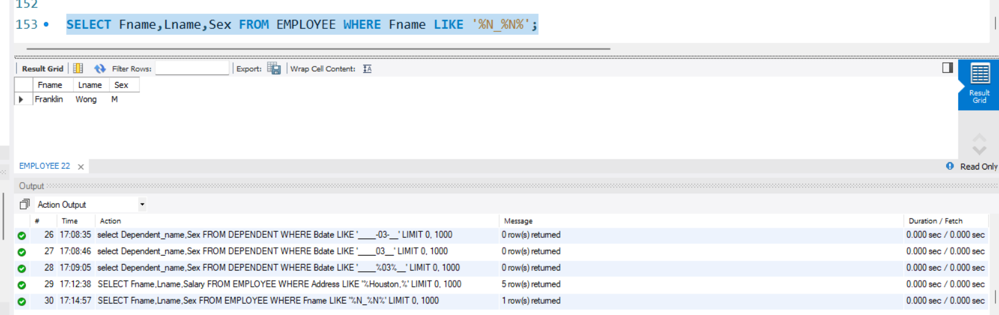 152
153 SELECT Fname,Lname,Sex FROM EMPLOYEE WHERE Fname LIKE '%N_%N%';
Result Grid Filter Rows: Export: Wrap Cell Content:
Fname Lname Sex
Franklin Wong M
Result
Grid
EMPLOYEE 22
Read Only
Output
Action Output
# Time Action Message Duration / Fetch
26 17:08:35 select Dependent_name,Sex FROM DEPENDENT WHERE Bdate LIKE '____-03-__' LIMIT 0, 1000 0 row(s) returned 0.000 sec / 0.000 sec
27 17:08:46 select Dependent_name,Sex FROM DEPENDENT WHERE Bdate LIKE '____03__' LIMIT 0, 1000 0 row(s) returned 0.000 sec / 0.000 sec
28 17:09:05 select Dependent_name,Sex FROM DEPENDENT WHERE Bdate LIKE '____%03%__' LIMIT 0, 1000 0 row(s) returned 0.000 sec / 0.000 sec
29 17:12:38 SELECT Fname,Lname,Salary FROM EMPLOYEE WHERE Address LIKE '%Houston,%' LIMIT 0, 1000 5 row(s) returned 0.000 sec / 0.000 sec
30 17:14:57 SELECT Fname,Lname,Sex FROM EMPLOYEE WHERE Fname LIKE '%N_%N%' LIMIT 0, 1000 1 row(s) returned 0.000 sec / 0.000 sec